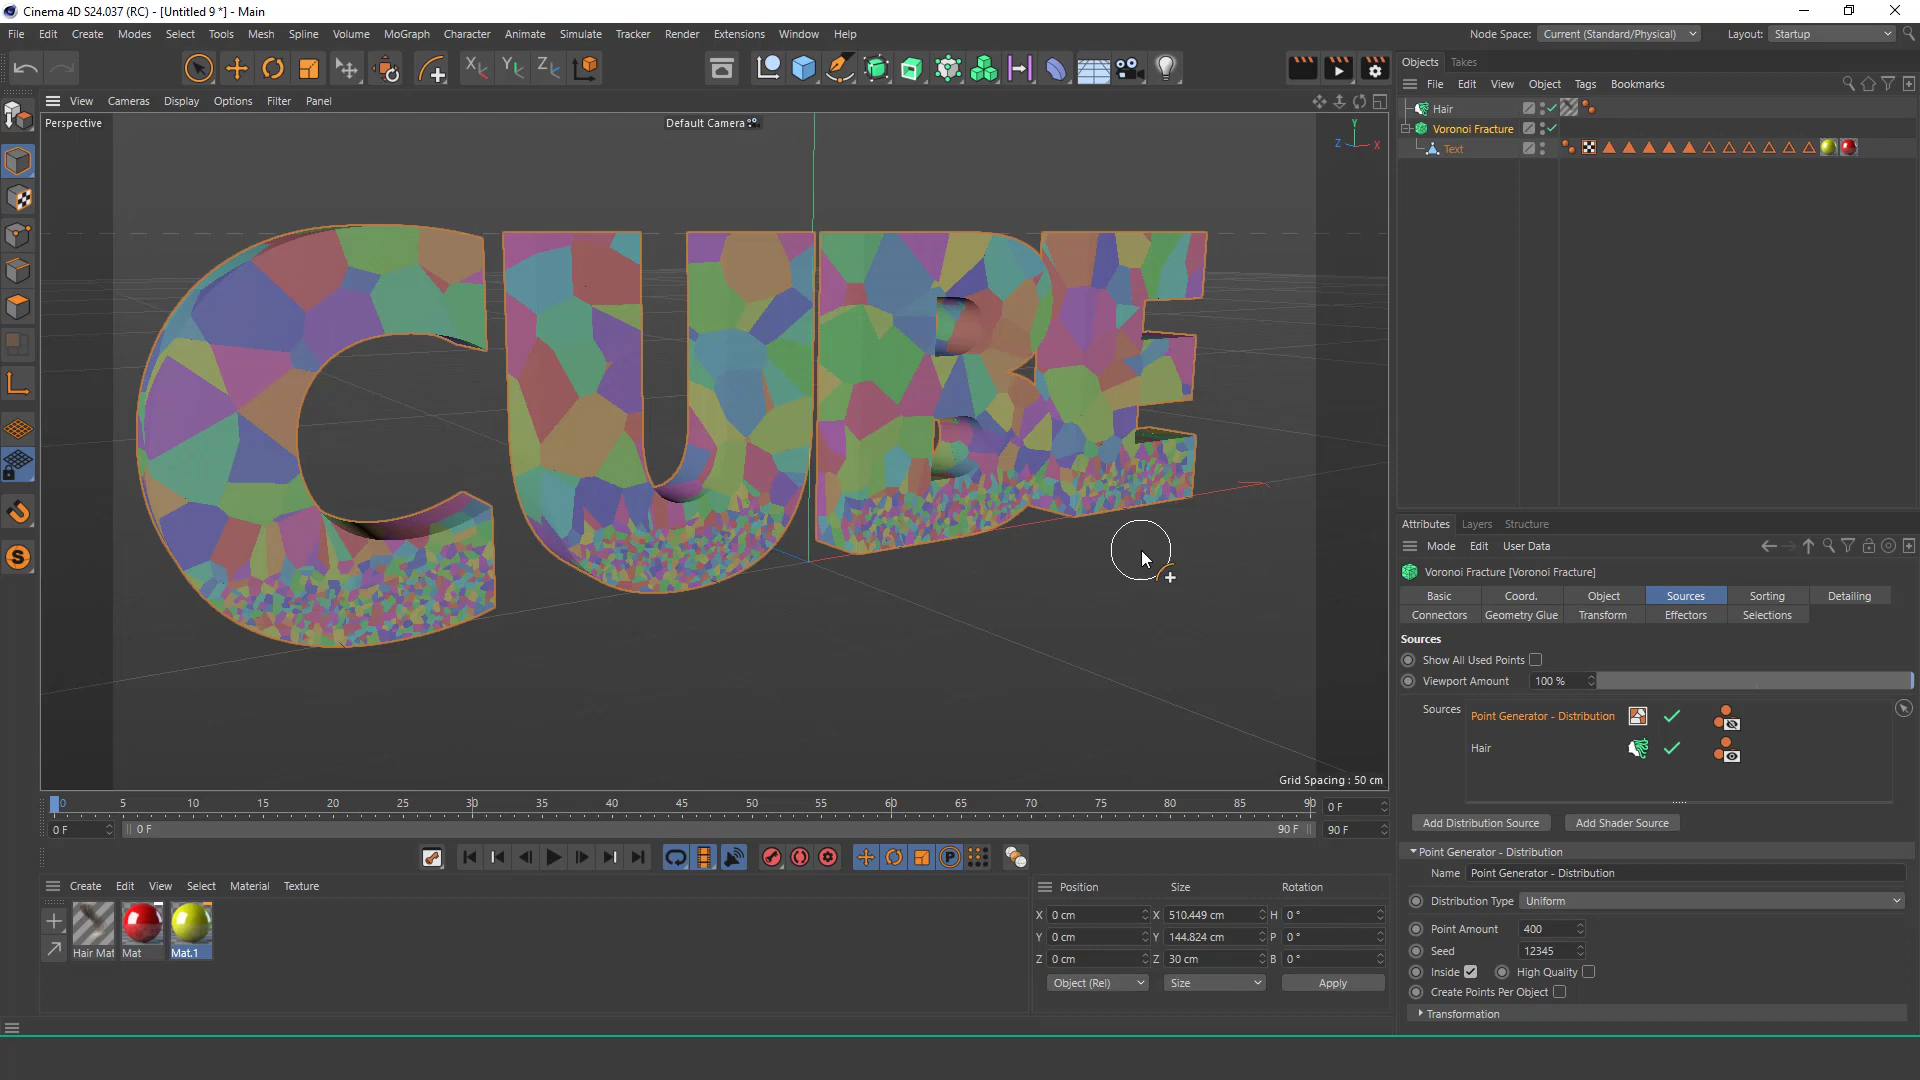 Cinema 4D S24.037 (RC) - [Untitled 9 *] - Main
File Edit Create Modes Select Tools Mesh Spline Volume MoGraph Character Animate Simulate Tracker Render Extensions Window Help
Node Space: Current (Standard/Physical) Layout: Startup
X Y Z
Objects Takes
File Edit View Object Tags Bookmarks
Hair
Voronoi Fracture
Text
View Cameras Display Options Filter Panel
Perspective
Default Camera
Y
Z X
CUBE
Grid Spacing : 50 cm
Attributes Layers Structure
Mode Edit User Data
Voronoi Fracture [Voronoi Fracture]
Basic Coord. Object Sources Sorting Detailing
Connectors Geometry Glue Transform Effectors Selections
Sources
Show All Used Points
Viewport Amount 100 %
Sources Point Generator - Distribution
Hair
Add Distribution Source Add Shader Source
Point Generator - Distribution
Name Point Generator - Distribution
Distribution Type Uniform
Point Amount 400
Seed 12345
Inside High Quality
Create Points Per Object
Transformation
0 5 10 15 20 25 30 35 40 45 50 55 60 65 70 75 80 85 90 0 F
0 F 0 F 90 F 90 F
P
Create Edit View Select Material Texture
Hair Mat Mat Mat.1
Position Size Rotation
X 0 cm X 510.449 cm H 0 °
Y 0 cm Y 144.824 cm P 0 °
Z 0 cm Z 30 cm B 0 °
Object (Rel) Size Apply